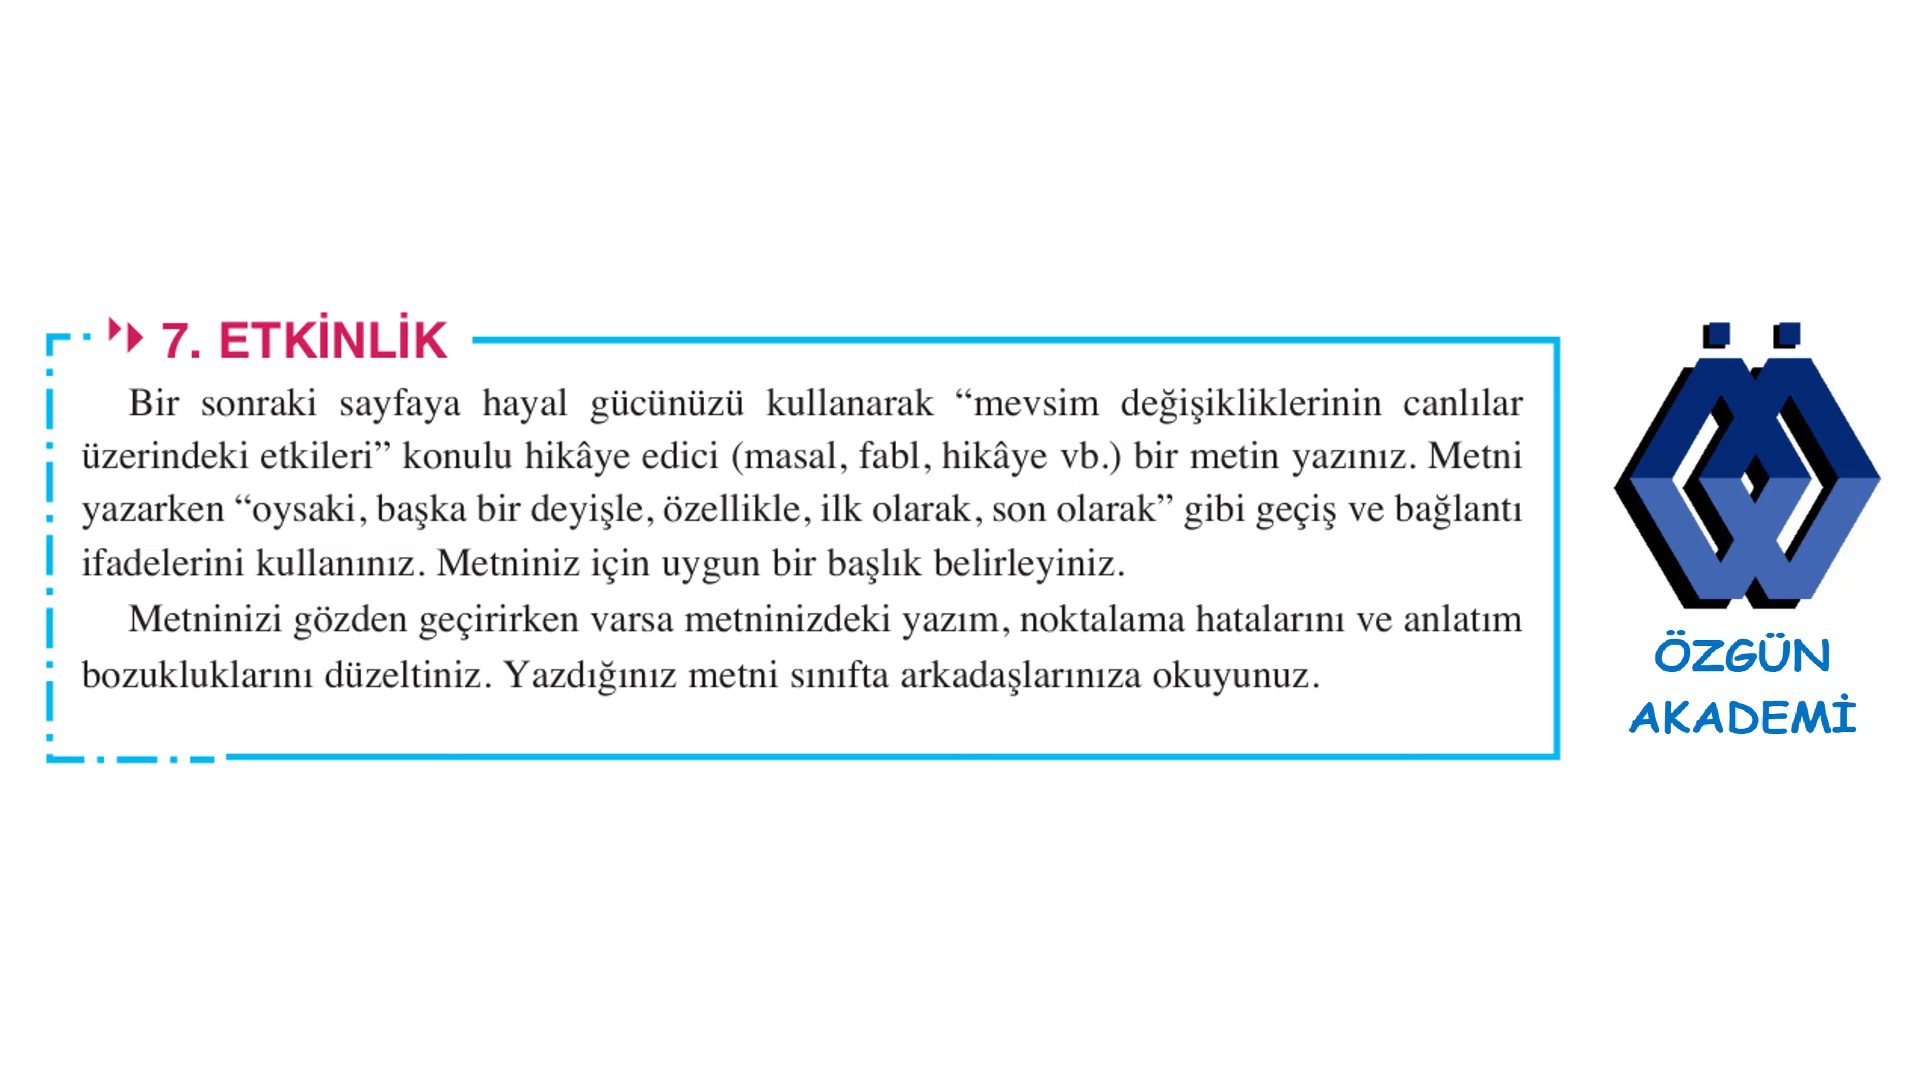 7. ETKİNLİK
Bir sonraki sayfaya hayal gücünüzü kullanarak “mevsim değişikliklerinin canlılar
üzerindeki etkileri” konulu hikâye edici (masal, fabl, hikâye vb.) bir metin yazınız. Metni
yazarken “oysaki, başka bir deyişle, özellikle, ilk olarak, son olarak” gibi geçiş ve bağlantı
ifadelerini kullanınız. Metniniz için uygun bir başlık belirleyiniz.
Metninizi gözden geçirirken varsa metninizdeki yazım, noktalama hatalarını ve anlatım
bozukluklarını düzeltiniz. Yazdığınız metni sınıfta arkadaşlarınıza okuyunuz.
ÖZGÜN
AKADEMİ